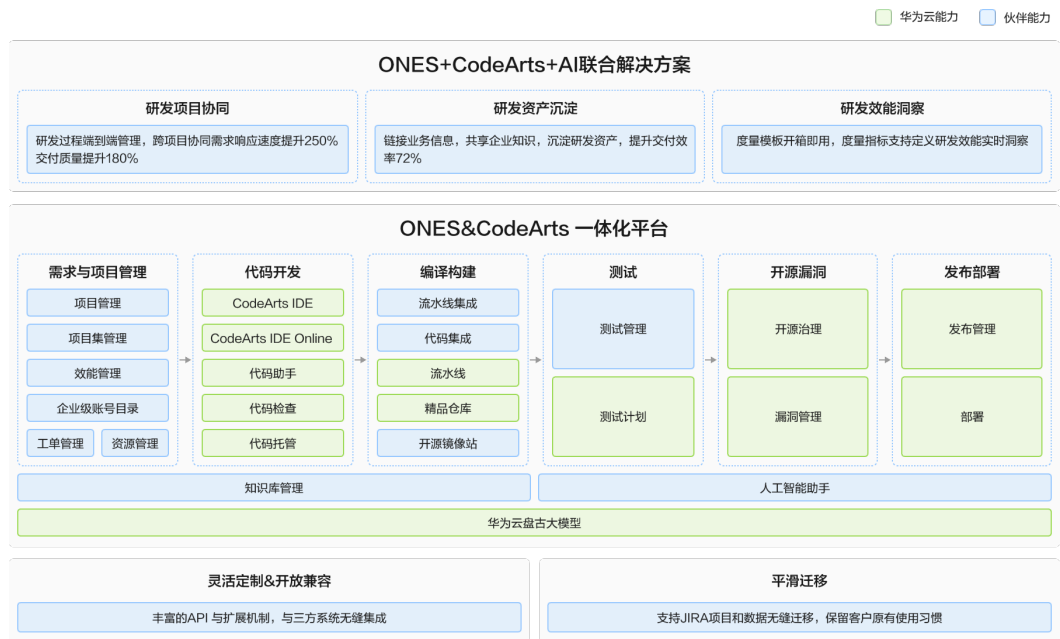 华为云能力
伙伴能力
ONES+CodeArts+AI联合解决方案
研发项目协同
研发过程端到端管理，跨项目协同需求响应速度提升250%
交付质量提升180%
研发资产沉淀
链接业务信息，共享企业知识，沉淀研发资产，提升交付效
率72%
研发效能洞察
度量模板开箱即用，度量指标支持定义研发效能实时洞察
ONES&CodeArts 一体化平台
需求与项目管理
项目管理
项目集管理
效能管理
企业级账号目录
工单管理
资源管理
代码开发
CodeArts IDE
CodeArts IDE Online
代码助手
代码检查
代码托管
编译构建
流水线集成
代码集成
流水线
精品仓库
开源镜像站
测试
测试管理
测试计划
开源漏洞
开源治理
漏洞管理
发布部署
发布管理
部署
知识库管理
人工智能助手
华为云盘古大模型
灵活定制&开放兼容
丰富的API 与扩展机制，与三方系统无缝集成
平滑迁移
支持JIRA项目和数据无缝迁移，保留客户原有使用习惯